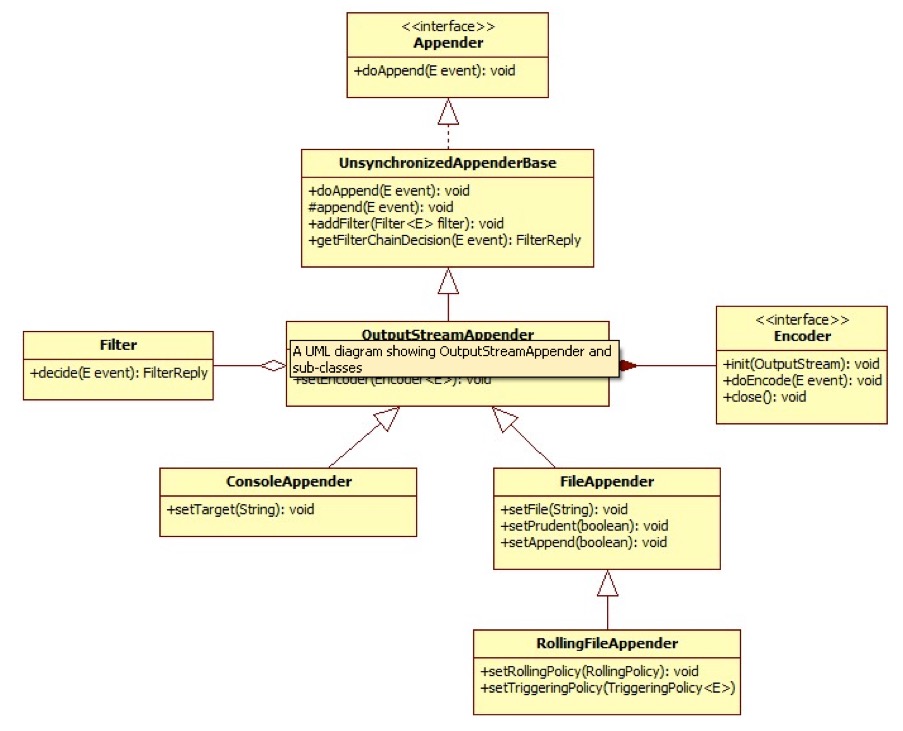 <<interface>>
Appender
+doAppend(E event): void
UnsynchronizedAppenderBase
+doAppend(E event): void
#append(E event): void
+addFilter(Filter<E> filter): void
+getFilterChainDecision(E event): FilterReply
OutputStreamAppender
A UML diagram showing OutputStreamAppender and
sub-classes
+setEncoder(Encoder<E>): void
Filter
+decide(E event): FilterReply
<<interface>>
Encoder
+init(OutputStream): void
+doEncode(E event): void
+close(): void
ConsoleAppender
+setTarget(String): void
FileAppender
+setFile(String): void
+setPrudent(boolean): void
+setAppend(boolean): void
RollingFileAppender
+setRollingPolicy(RollingPolicy): void
+setTriggeringPolicy(TriggeringPolicy<E>)